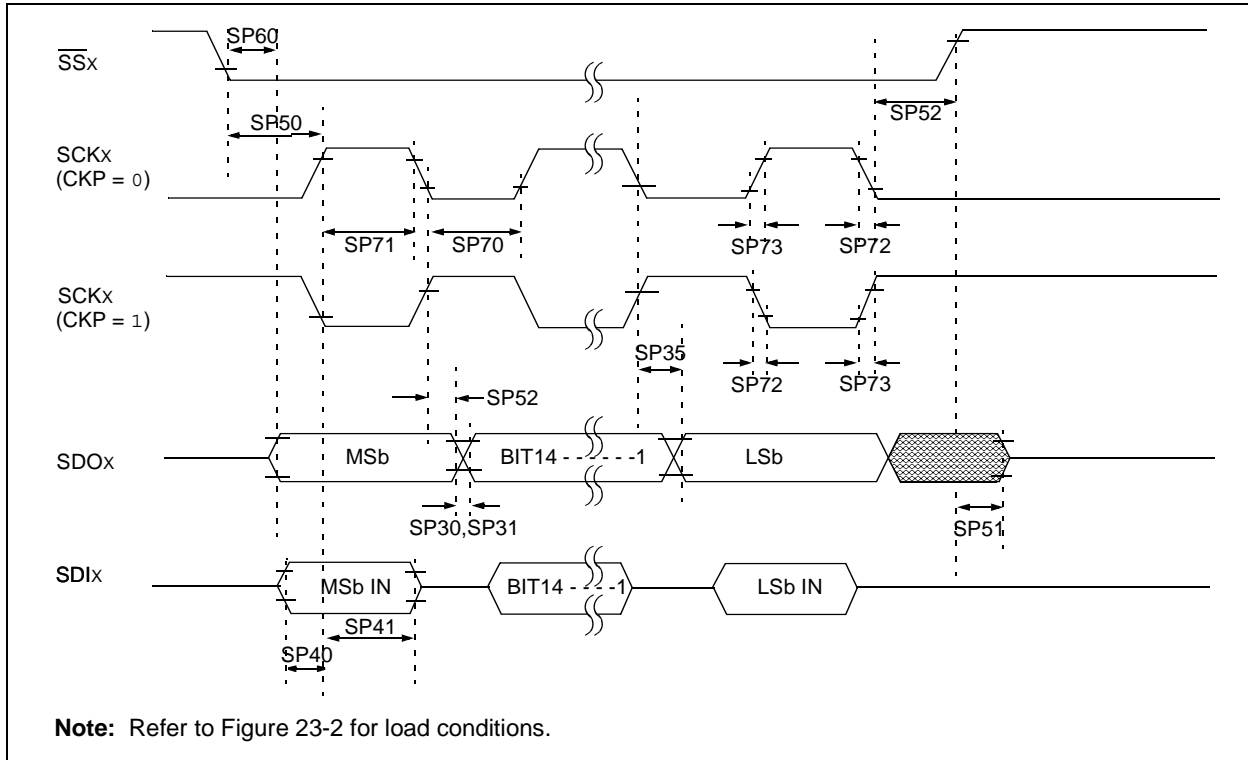 SP60
SSX
SP52
SP50
SCKX
(CKP = 0)
SP71
SP70
SP73
SP72
SCKX
(CKP = 1)
SP35
SP72
SP73
SP52
SDOX
MSb
BIT14 - - - - - -1
LSb
SP30,SP31
SP51
SDIX
MSb IN
BIT14 - - - -1
LSb IN
SP41
SP40
Note: Refer to Figure 23-2 for load conditions.